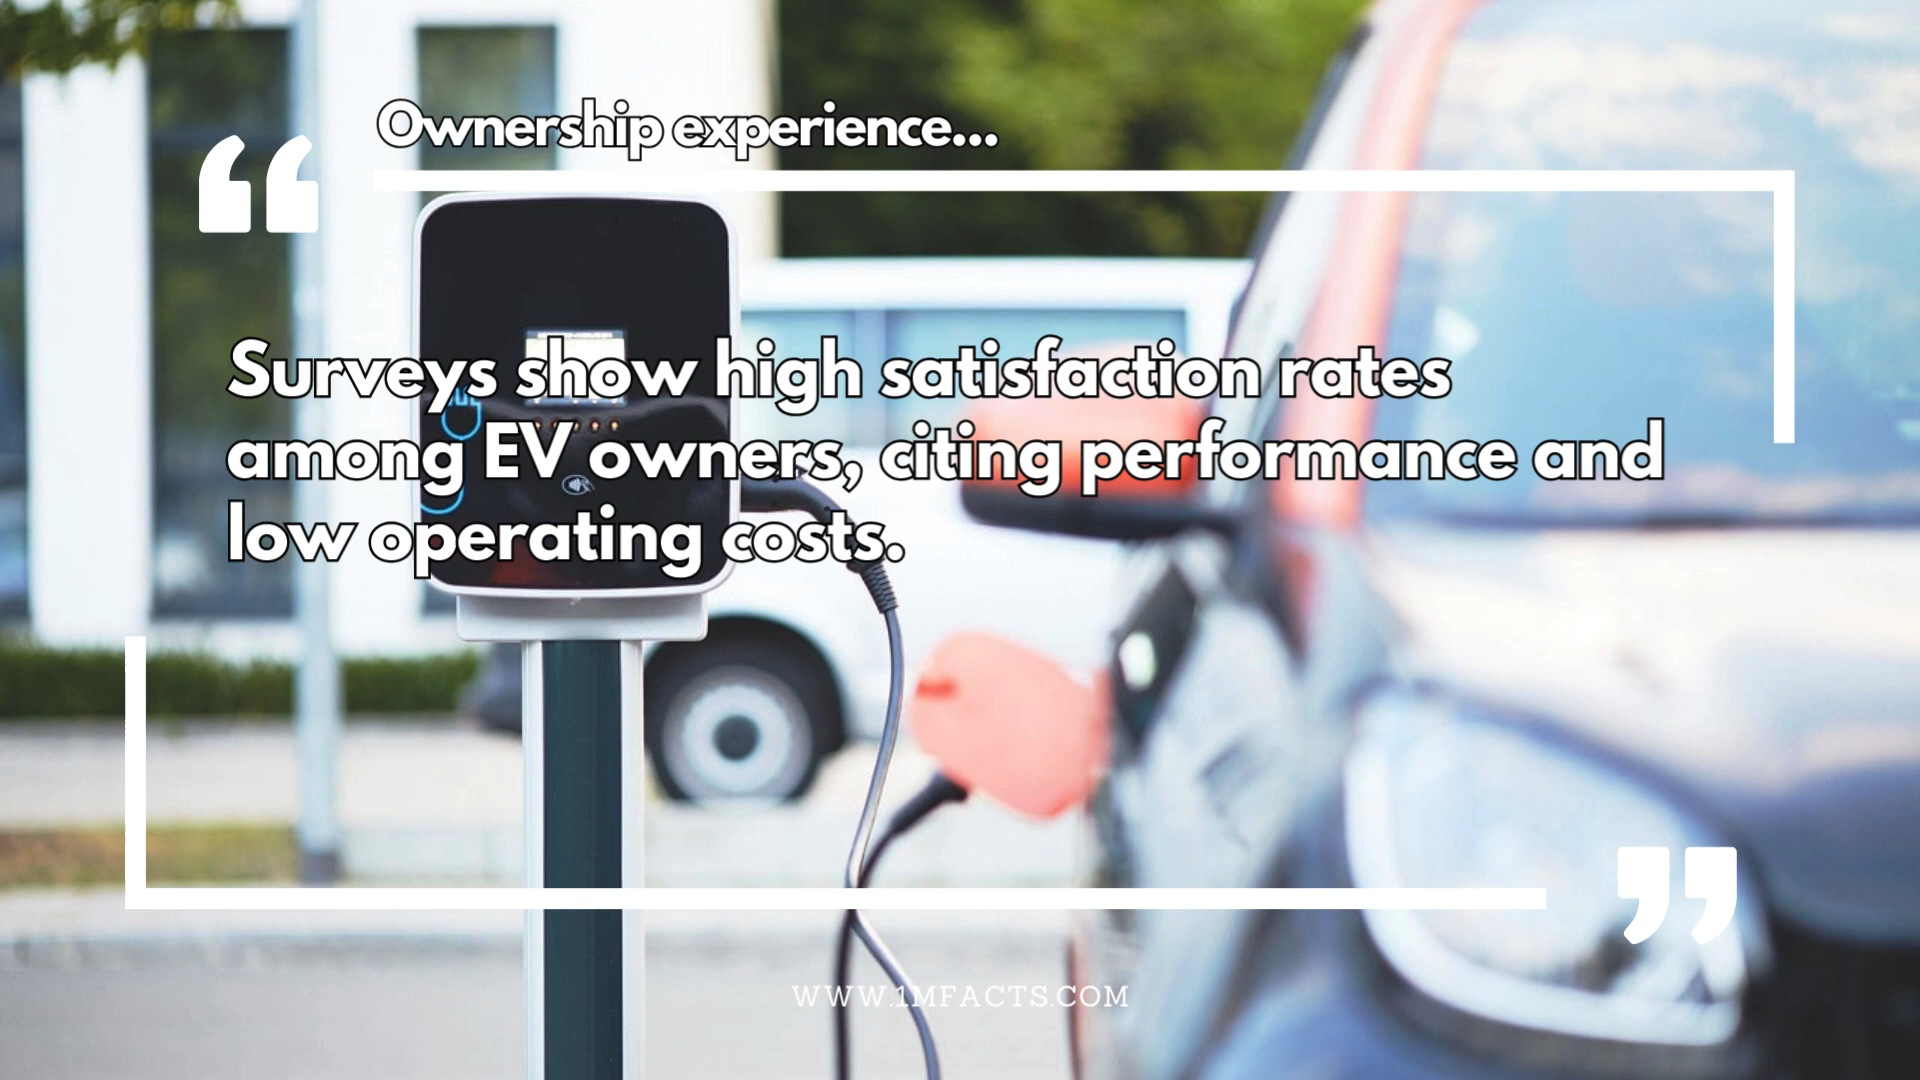 Ownership experience...
Surveys show high satisfaction rates
among EV owners, citing performance and
low operating costs.
WWW.1MFACTS.COM